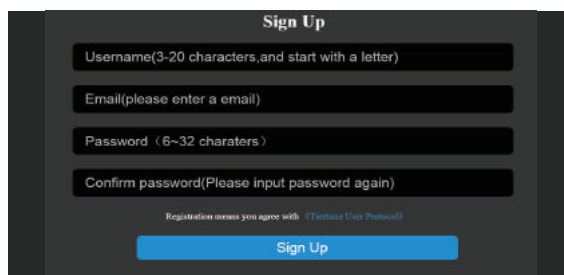 Sign Up
Username(3-20 characters,and start with a letter)
Email(please enter a email)
Password（6~32 charaters）
Confirm password(Please input password again)
Registration means you agree with 《Tiertime User Protocol》
Sign Up